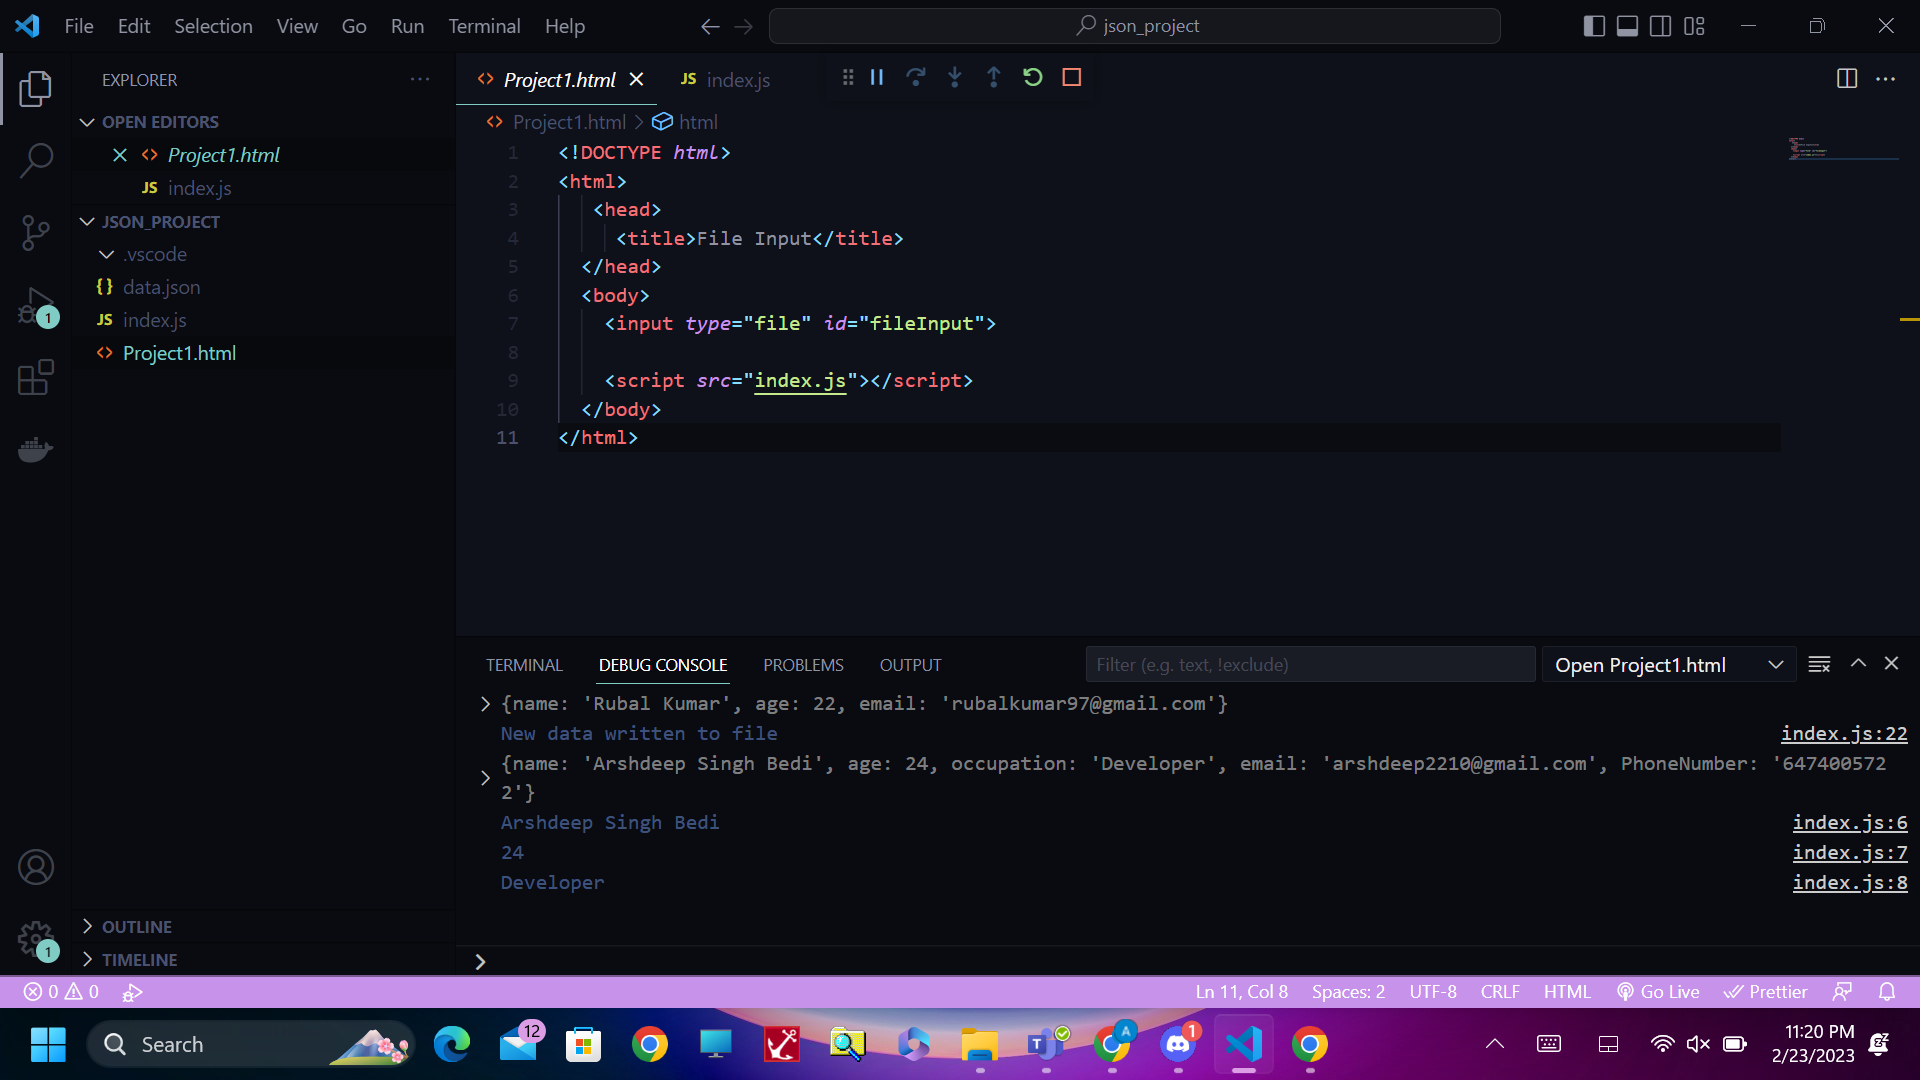 File Edit Selection View Go Run Terminal Help
json_project
EXPLORER
OPEN EDITORS
Project1.html
JS index.js
JSON_PROJECT
.vscode
{} data.json
JS index.js
Project1.html
OUTLINE
TIMELINE
1
1
Project1.html
JS index.js
Project1.html > html
1 <!DOCTYPE html>
2 <html>
3 <head>
4 <title>File Input</title>
5 </head>
6 <body>
7 <input type="file" id="fileInput">
8
9 <script src="index.js"></script>
10 </body>
11 </html>
TERMINAL DEBUG CONSOLE PROBLEMS OUTPUT
Filter (e.g. text, !exclude)
Open Project1.html
{name: 'Rubal Kumar', age: 22, email: 'rubalkumar97@gmail.com'}
New data written to file index.js:22
{name: 'Arshdeep Singh Bedi', age: 24, occupation: 'Developer', email: 'arshdeep2210@gmail.com', PhoneNumber: '647400572
2'}
Arshdeep Singh Bedi index.js:6
24 index.js:7
Developer index.js:8
0 0 Ln 11, Col 8 Spaces: 2 UTF-8 CRLF HTML Go Live Prettier
Search
12
A
1
11:20 PM
2/23/2023